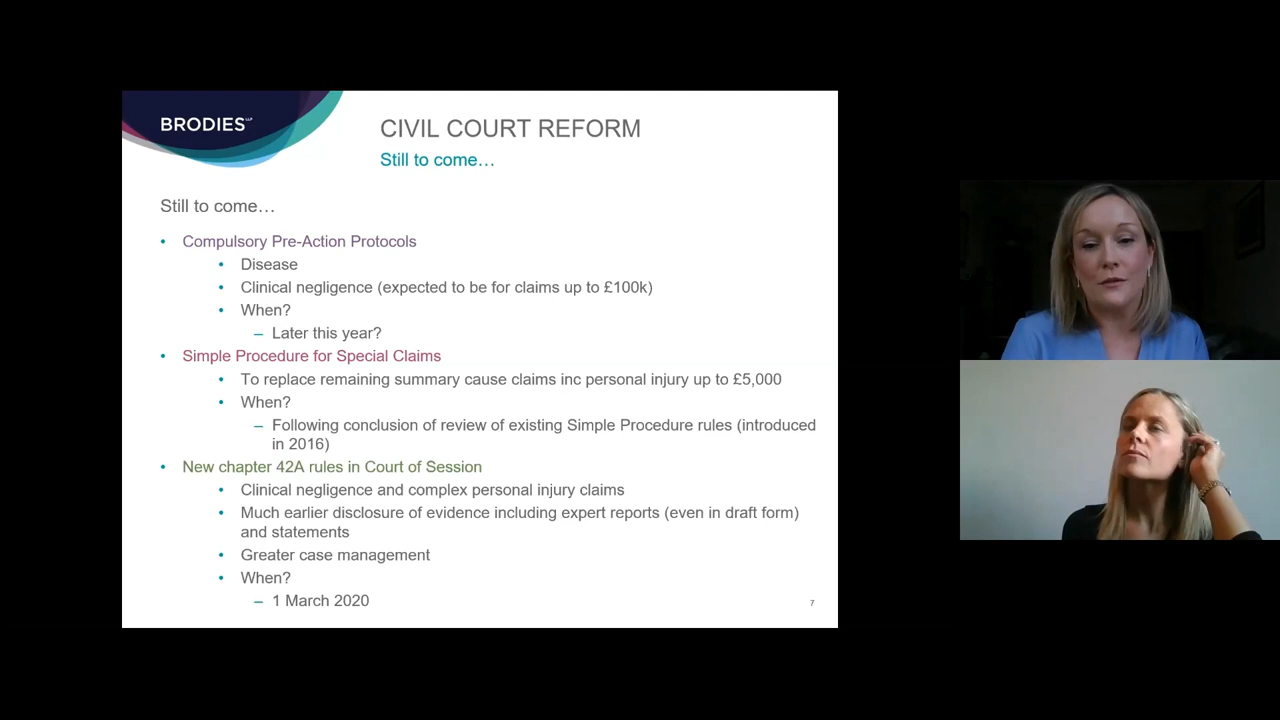 BRODIES LLP
CIVIL COURT REFORM
Still to come…
Still to come…
• Compulsory Pre-Action Protocols
• Disease
• Clinical negligence (expected to be for claims up to £100k)
• When?
– Later this year?
• Simple Procedure for Special Claims
• To replace remaining summary cause claims inc personal injury up to £5,000
• When?
– Following conclusion of review of existing Simple Procedure rules (introduced
in 2016)
• New chapter 42A rules in Court of Session
• Clinical negligence and complex personal injury claims
• Much earlier disclosure of evidence including expert reports (even in draft form)
and statements
• Greater case management
• When?
– 1 March 2020
7